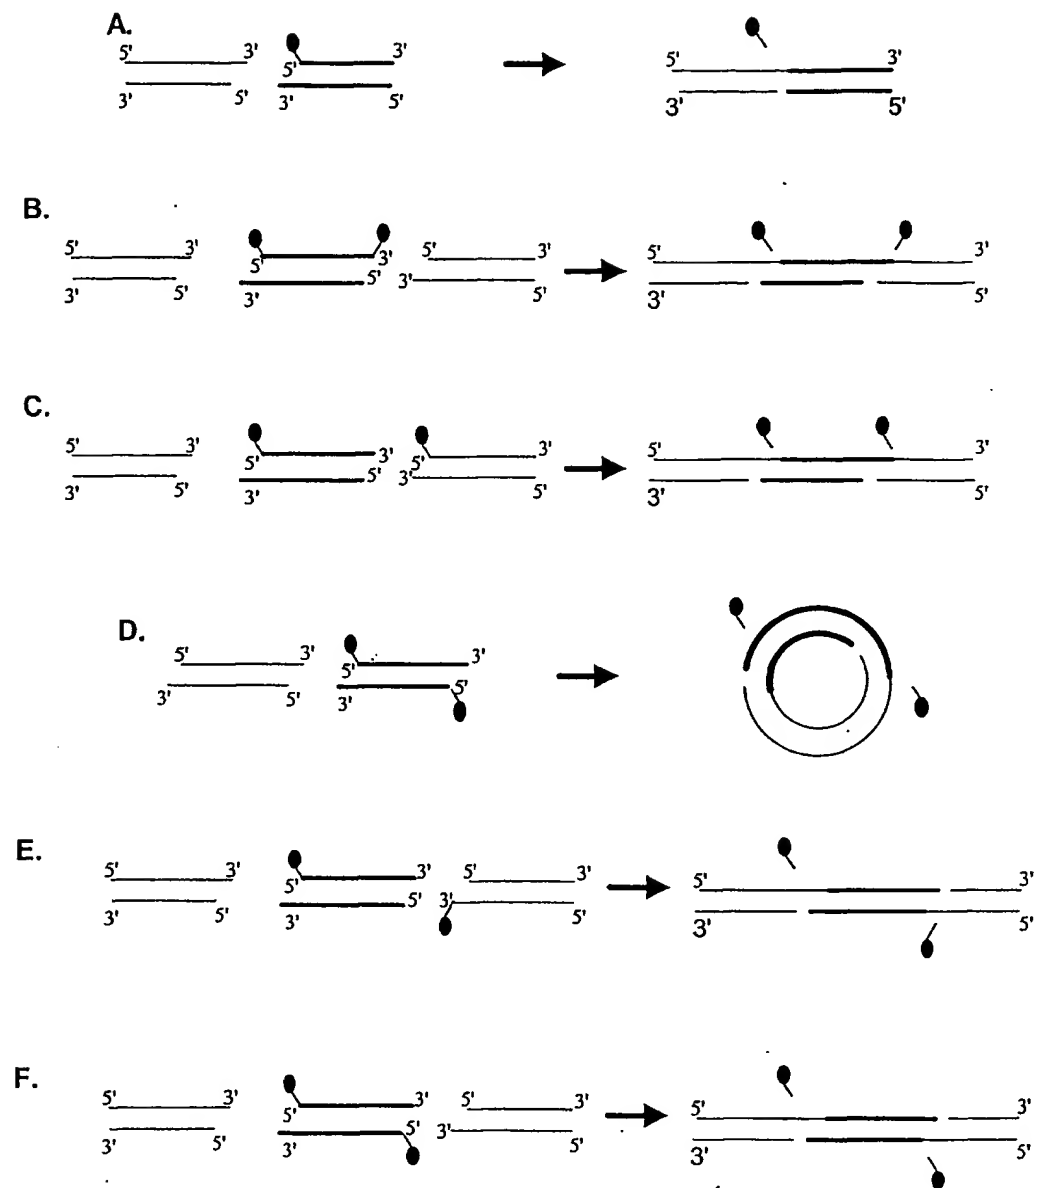 A.
5' 3' 5' 3' 5' 3'
3' 5' 3' 5' 3' 5'
B.
5' 3' 5' 3' 5' 3' 5' 3'
3' 5' 3' 5' 3' 5' 3' 5'
C.
5' 3' 5' 3' 5' 3' 5' 3'
3' 5' 3' 5' 3' 5' 3' 5'
D.
5' 3' 5' 3'
3' 5' 3' 5'
E.
5' 3' 5' 3' 5' 3' 5' 3'
3' 5' 3' 5' 3' 5' 3' 5'
F.
5' 3' 5' 3' 5' 3' 5' 3'
3' 5' 3' 5' 3' 5' 3' 5'